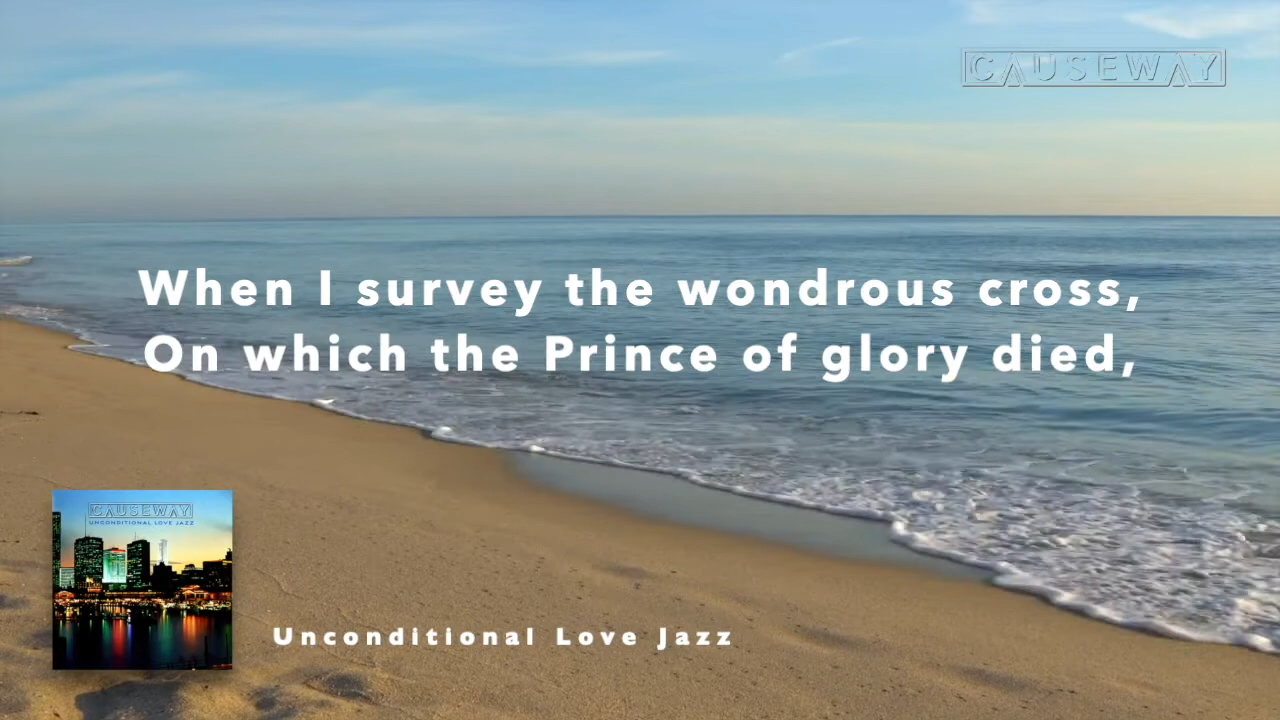 CAUSEWAY
When I survey the wondrous cross,
On which the Prince of glory died,
CAUSEWAY
UNCONDITIONAL LOVE JAZZ
Unconditional Love Jazz